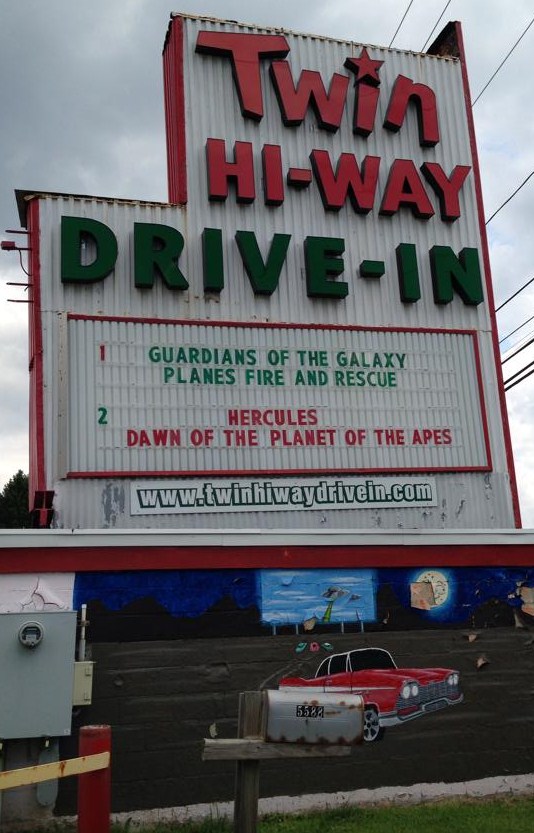 Twin
HI-WAY
DRIVE-IN
1 GUARDIANS OF THE GALAXY
PLANES FIRE AND RESCUE
2 HERCULES
DAWN OF THE PLANET OF THE APES
www.twinhiwaydrivein.com
5588